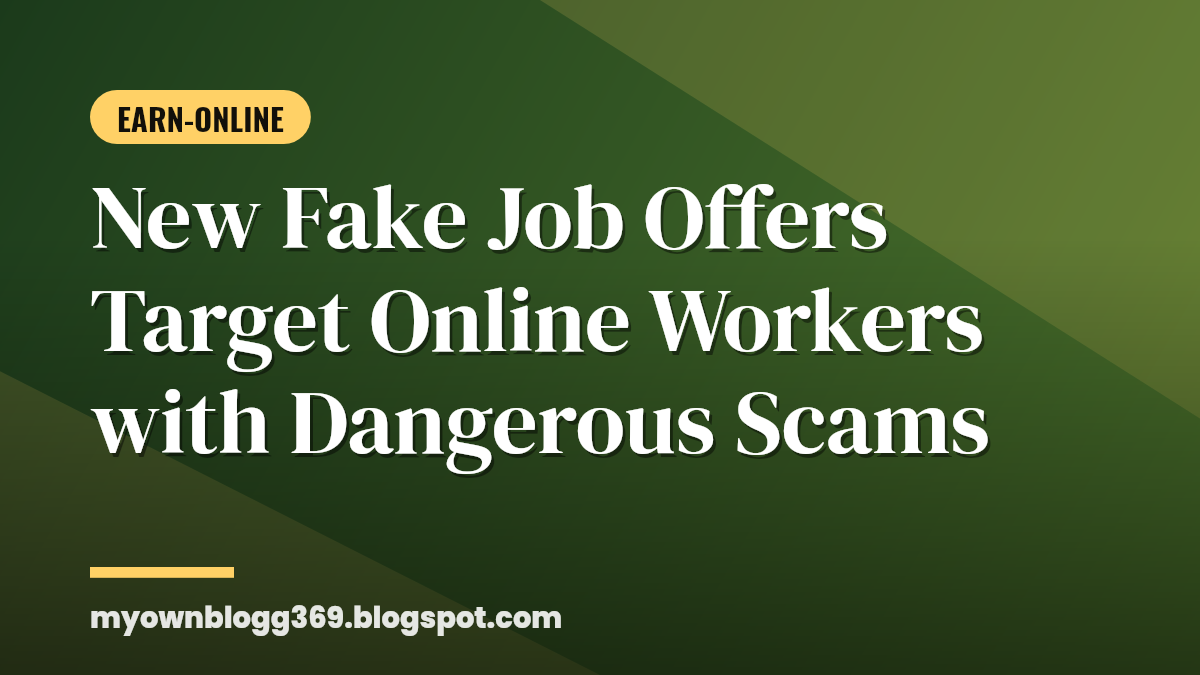 EARN-ONLINE
New Fake Job Offers
Target Online Workers
with Dangerous Scams
myownblogg369.blogspot.com